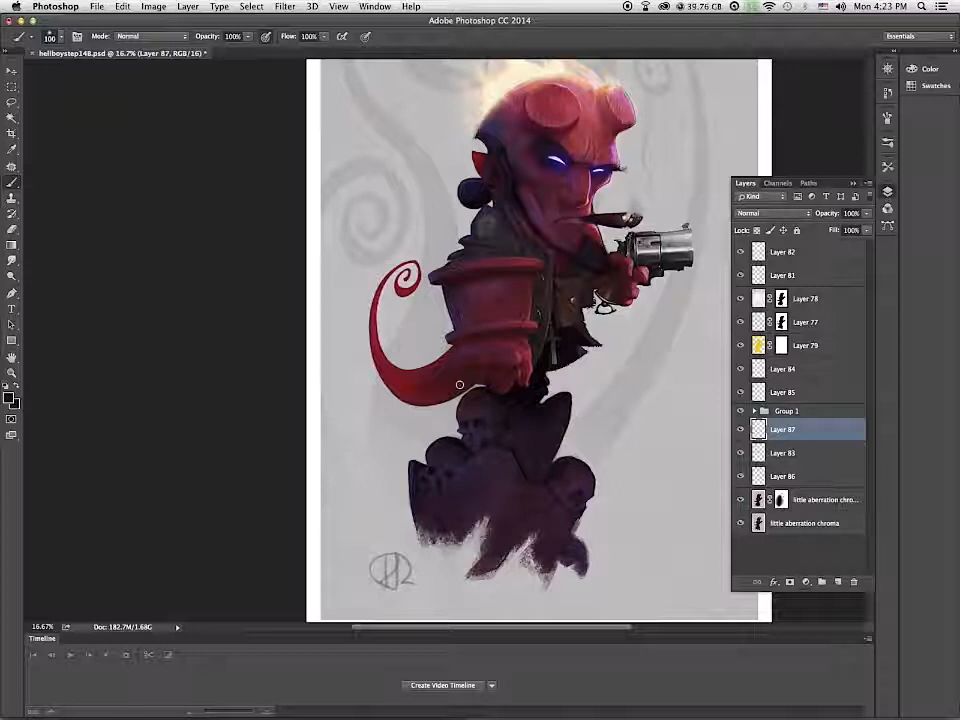 Photoshop File Edit Image Layer Type Select Filter 3D View Window Help 39.76 GB Mon 4:23 PM
Adobe Photoshop CC 2014
100 Mode: Normal Opacity: 100% Flow: 100% Essentials
hellboystep148.psd @ 16.7% (Layer 87, RGB/16) *
Color
Swatches
Layers Channels Paths
Kind
Normal Opacity: 100%
Lock: Fill: 100%
Layer 82
Layer 81
Layer 78
Layer 77
Layer 79
Layer 84
Layer 85
Group 1
Layer 87
Layer 83
Layer 86
little aberration chro...
little aberration chroma
16.67% Doc: 182.7M/1.68G
Timeline
Create Video Timeline